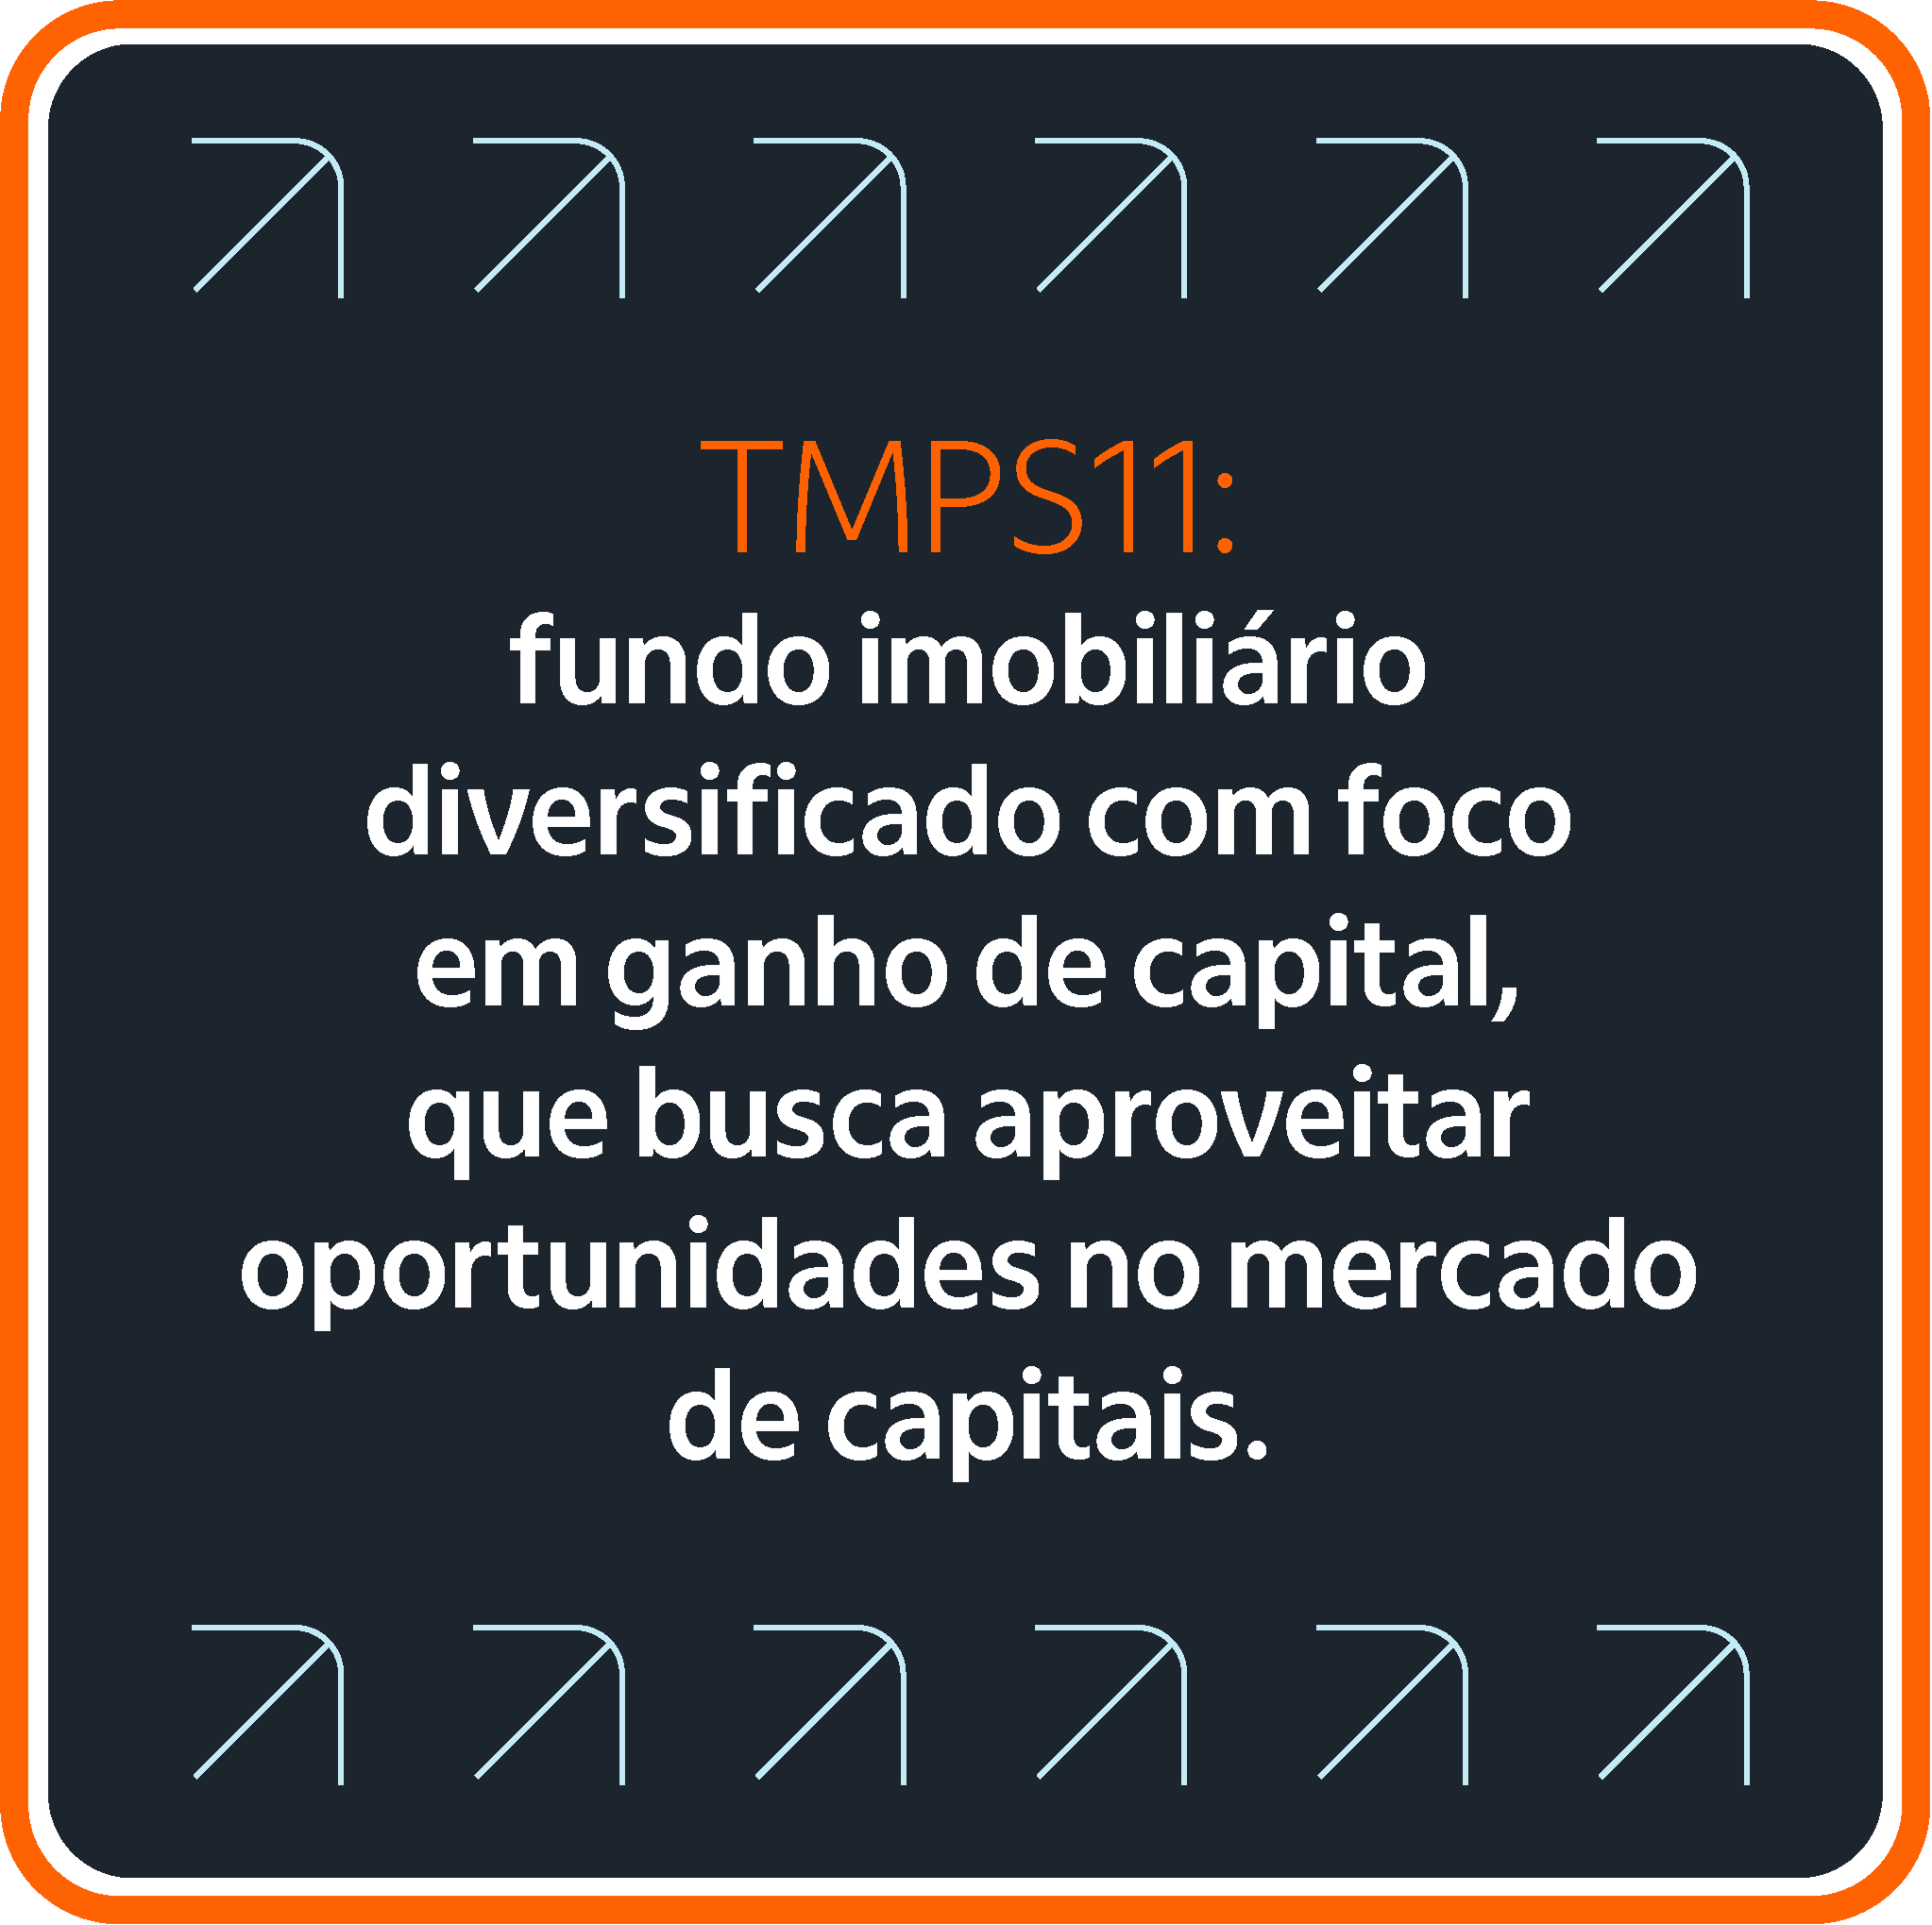 TMPS11:
fundo imobiliário
diversificado com foco
em ganho de capital,
que busca aproveitar
oportunidades no mercado
de capitais.